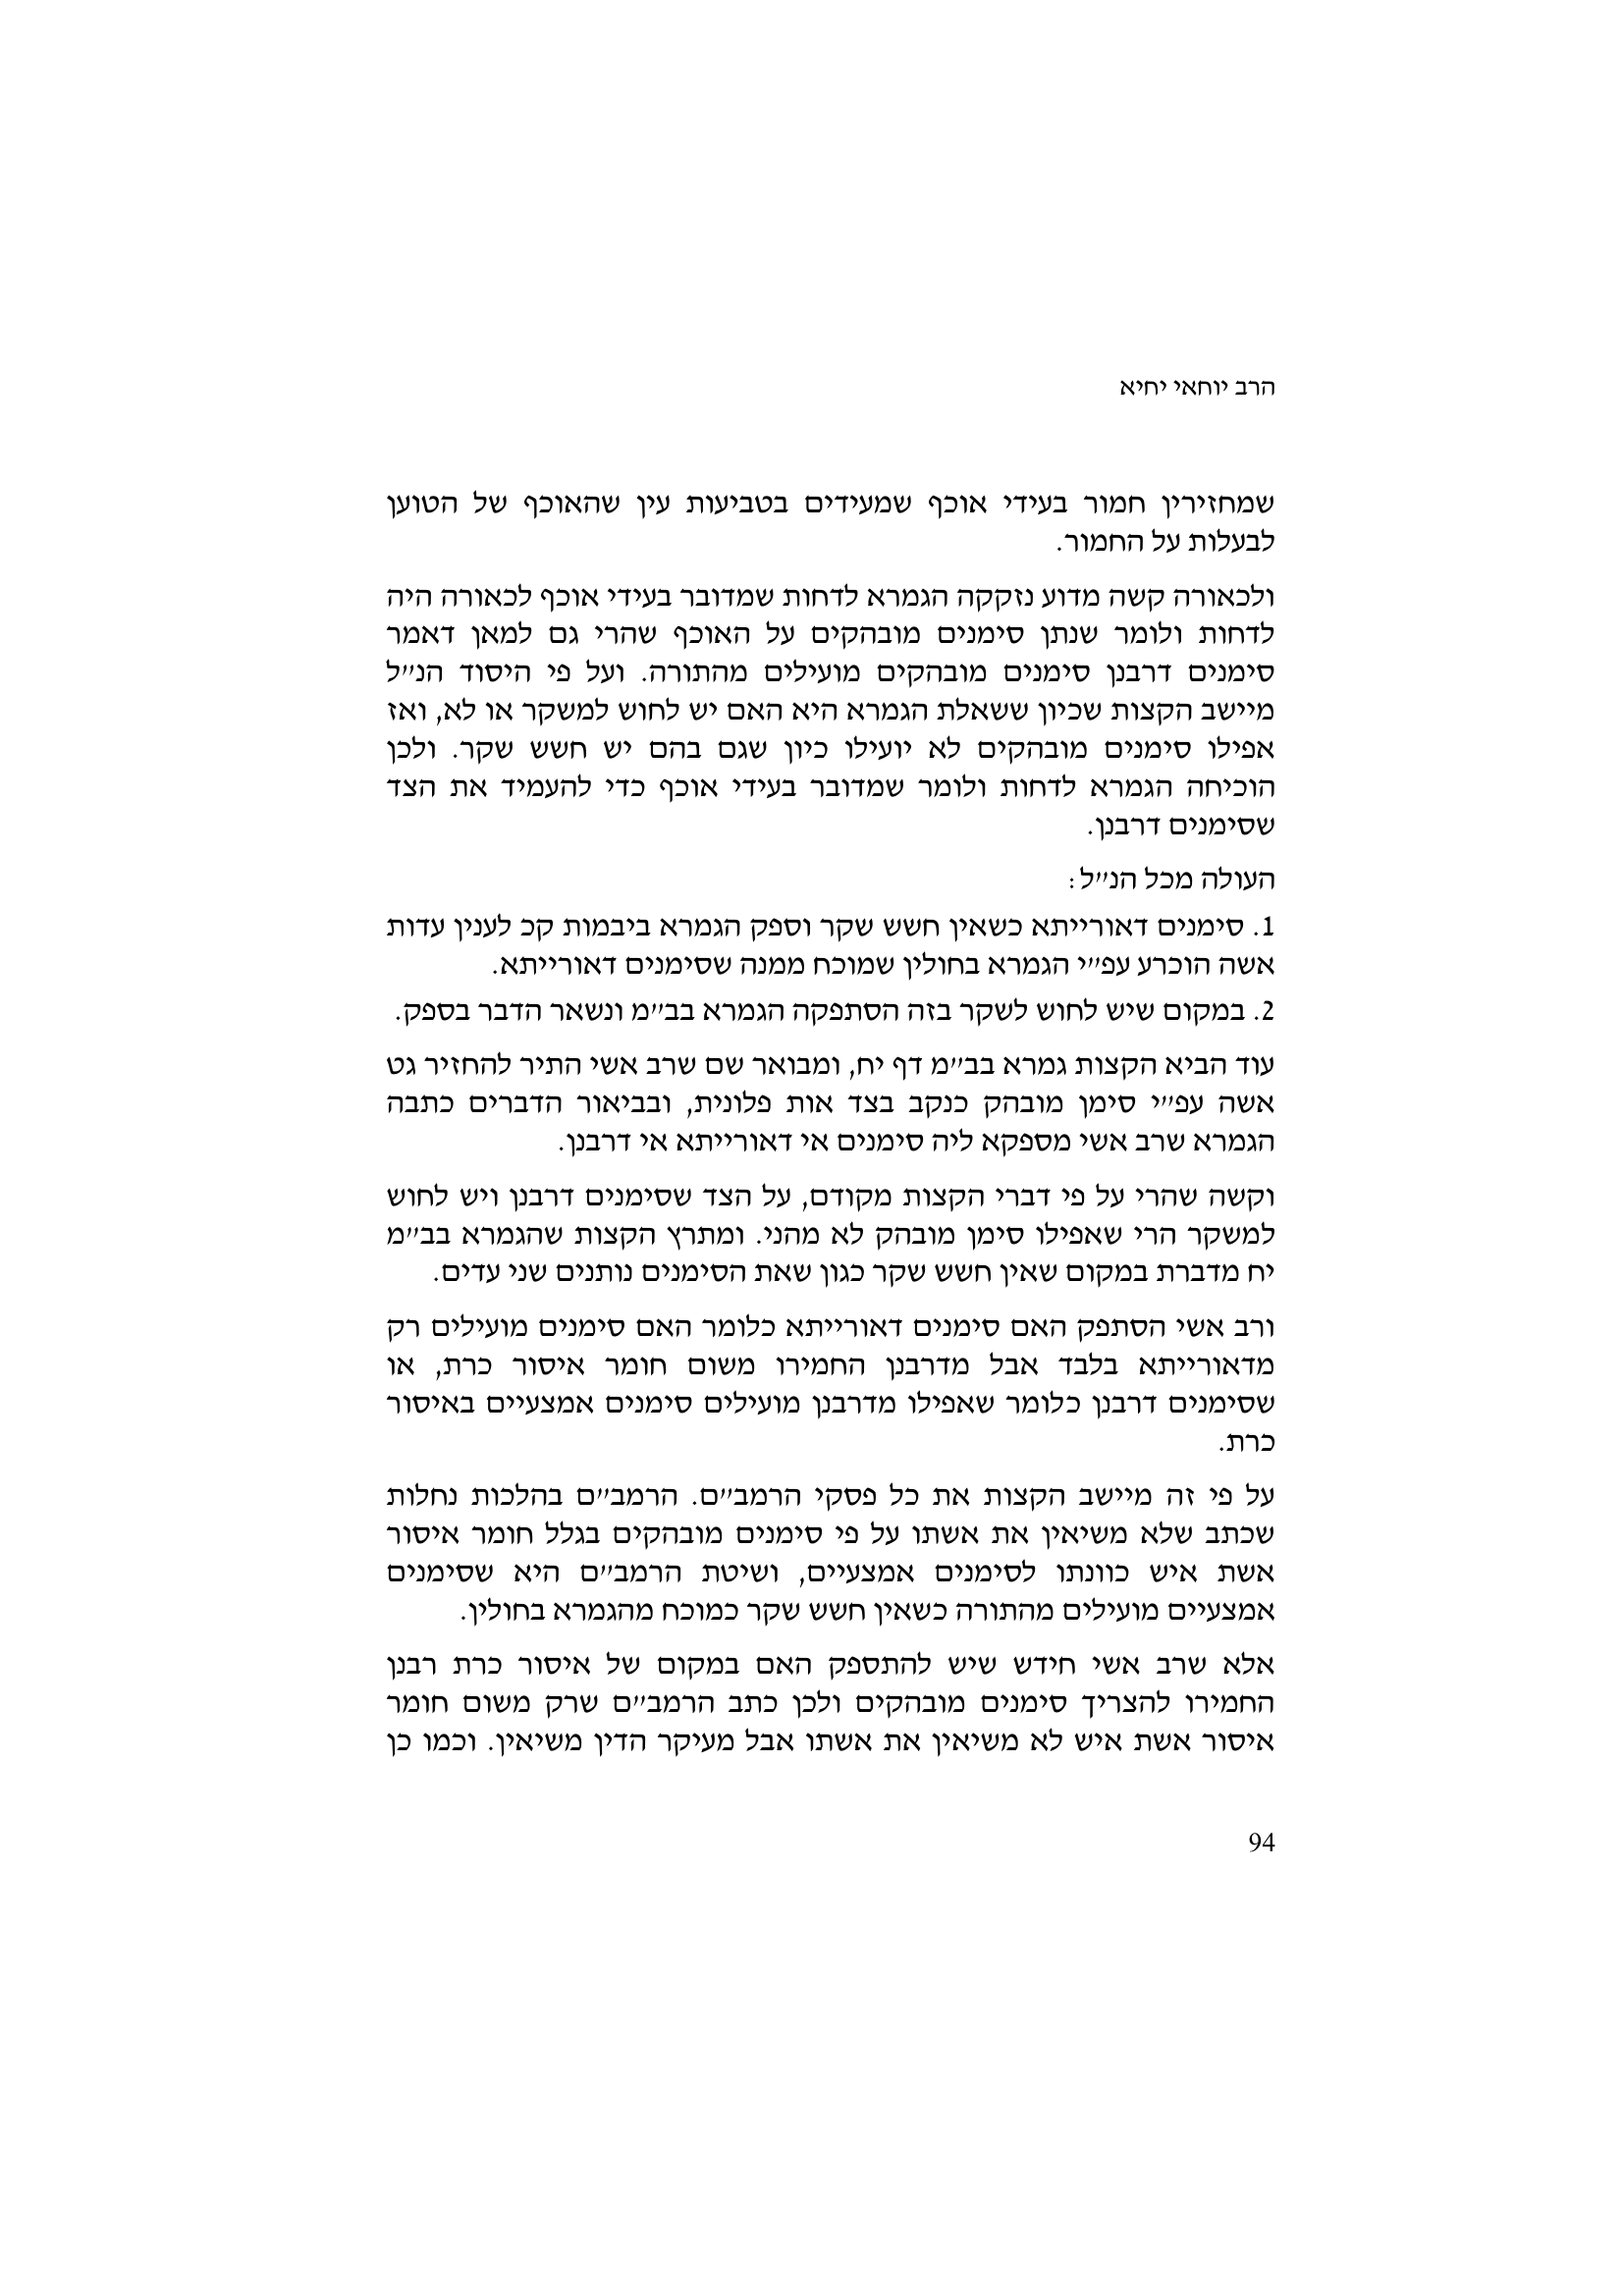 הרב יוחאי יחיא
שמחזירין חמור בעידי אוכף שמעידים בטביעות עין שהאוכף של הטוען
לבעלות על החמור.
ולכאורה קשה מדוע נזקקה הגמרא לדחות שמדובר בעידי אוכף לכאורה היה
לדחות ולומר שנתן סימנים מובהקים על האוכף שהרי גם למאן דאמר
סימנים דרבנן סימנים מובהקים מועילים מהתורה. ועל פי היסוד הנ"ל
מיישב הקצות שכיון ששאלת הגמרא היא האם יש לחוש למשקר או לא, ואז
אפילו סימנים מובהקים לא יועילו כיון שגם בהם יש חשש שקר. ולכן
הוכיחה הגמרא לדחות ולומר שמדובר בעידי אוכף כדי להעמיד את הצד
שסימנים דרבנן.
העולה מכל הנ"ל:
1. סימנים דאורייתא כשאין חשש שקר וספק הגמרא ביבמות קכ לענין עדות
אשה הוכרע עפ"י הגמרא בחולין שמוכח ממנה שסימנים דאורייתא.
2. במקום שיש לחוש לשקר בזה הסתפקה הגמרא בב"מ ונשאר הדבר בספק.
עוד הביא הקצות גמרא בב"מ דף יח, ומבואר שם שרב אשי התיר להחזיר גט
אשה עפ"י סימן מובהק כנקב בצד אות פלונית, ובביאור הדברים כתבה
הגמרא שרב אשי מספקא ליה סימנים אי דאורייתא אי דרבנן.
וקשה שהרי על פי דברי הקצות מקודם, על הצד שסימנים דרבנן ויש לחוש
למשקר הרי שאפילו סימן מובהק לא מהני. ומתרץ הקצות שהגמרא בב"מ
יח מדברת במקום שאין חשש שקר כגון שאת הסימנים נותנים שני עדים.
ורב אשי הסתפק האם סימנים דאורייתא כלומר האם סימנים מועילים רק
מדאורייתא בלבד אבל מדרבנן החמירו משום חומר איסור כרת, או
שסימנים דרבנן כלומר שאפילו מדרבנן מועילים סימנים אמצעיים באיסור
כרת.
על פי זה מיישב הקצות את כל פסקי הרמב"ם. הרמב"ם בהלכות נחלות
שכתב שלא משיאין את אשתו על פי סימנים מובהקים בגלל חומר איסור
אשת איש כוונתו לסימנים אמצעיים, ושיטת הרמב"ם היא שסימנים
אמצעיים מועילים מהתורה כשאין חשש שקר כמוכח מהגמרא בחולין.
אלא שרב אשי חידש שיש להתספק האם במקום של איסור כרת רבנן
החמירו להצריך סימנים מובהקים ולכן כתב הרמב"ם שרק משום חומר
איסור אשת איש לא משיאין את אשתו אבל מעיקר הדין משיאין. וכמו כן
94